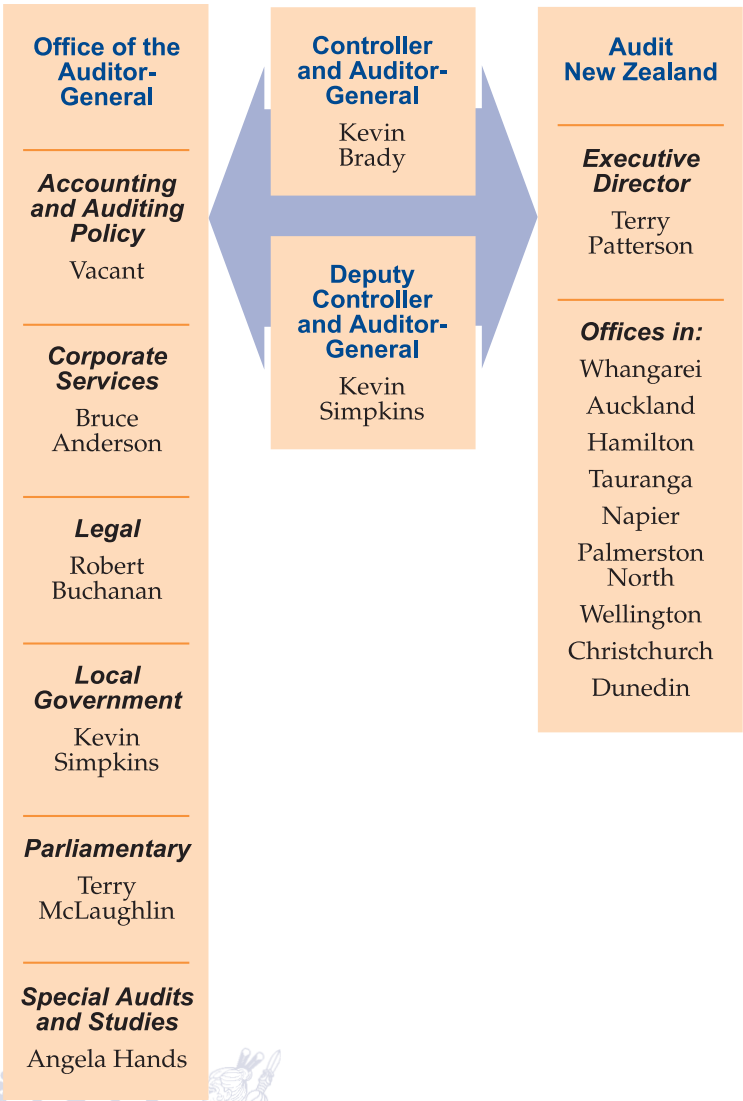 Office of the
Auditor-
General
Accounting
and Auditing
Policy
Vacant
Corporate
Services
Bruce
Anderson
Legal
Robert
Buchanan
Local
Government
Kevin
Simpkins
Parliamentary
Terry
McLaughlin
Special Audits
and Studies
Angela Hands
Controller
and Auditor-
General
Kevin
Brady
Deputy
Controller
and Auditor-
General
Kevin
Simpkins
Audit
New Zealand
Executive
Director
Terry
Patterson
Offices in:
Whangarei
Auckland
Hamilton
Tauranga
Napier
Palmerston
North
Wellington
Christchurch
Dunedin